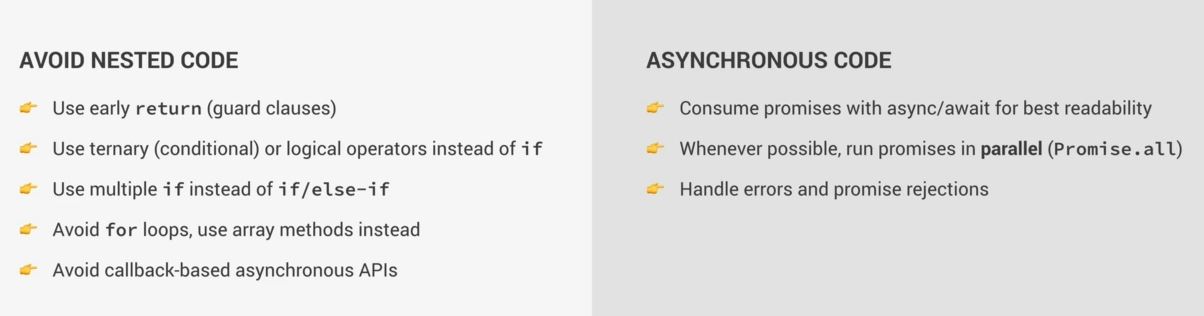 AVOID NESTED CODE
👉 Use early return (guard clauses)
👉 Use ternary (conditional) or logical operators instead of if
👉 Use multiple if instead of if/else-if
👉 Avoid for loops, use array methods instead
👉 Avoid callback-based asynchronous APIs
ASYNCHRONOUS CODE
👉 Consume promises with async/await for best readability
👉 Whenever possible, run promises in parallel (Promise.all)
👉 Handle errors and promise rejections